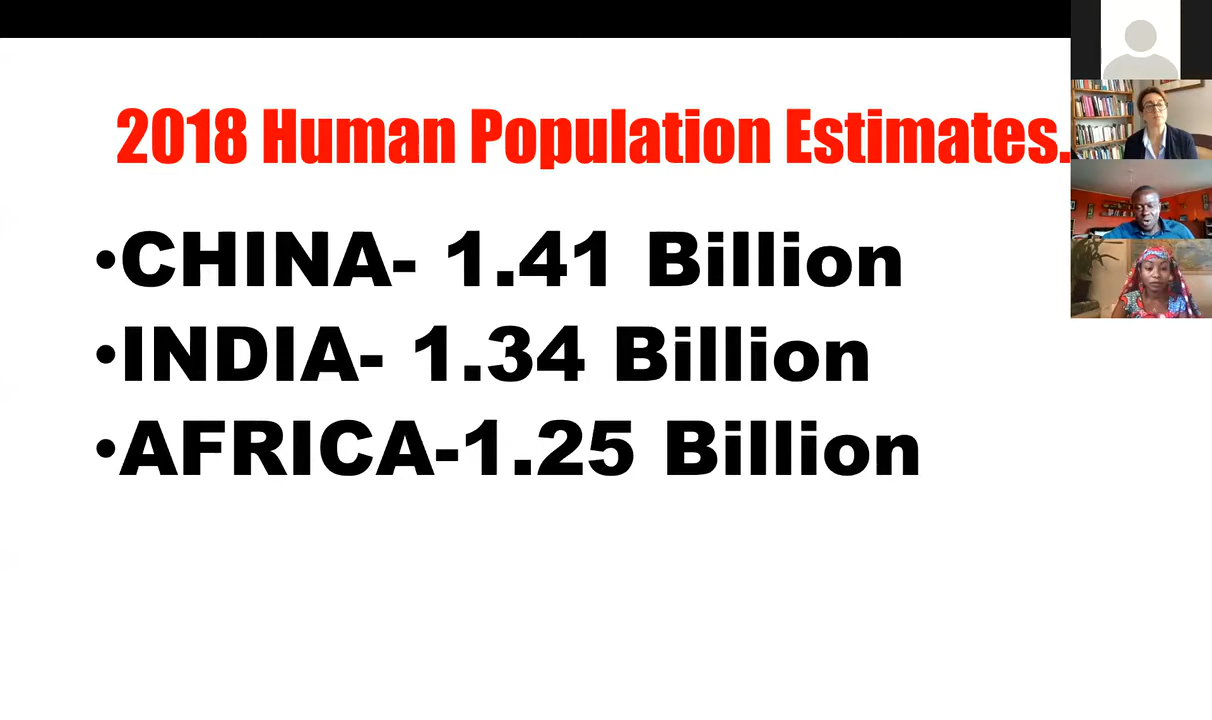 2018 Human Population Estimates.
•CHINA- 1.41 Billion
•INDIA- 1.34 Billion
•AFRICA-1.25 Billion